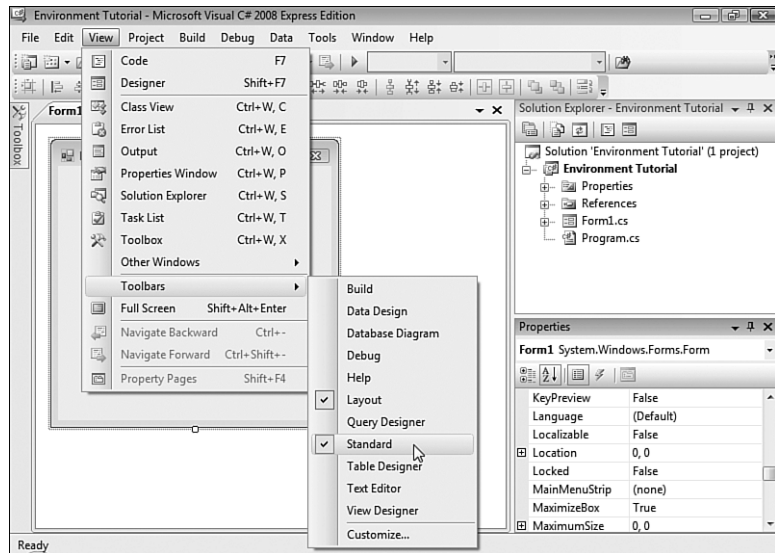 Environment Tutorial - Microsoft Visual C# 2008 Express Edition
File Edit View Project Build Debug Data Tools Window Help
Code F7
Designer Shift+F7
Class View Ctrl+W, C
Error List Ctrl+W, E
Output Ctrl+W, O
Properties Window Ctrl+W, P
Solution Explorer Ctrl+W, S
Task List Ctrl+W, T
Toolbox Ctrl+W, X
Other Windows
Toolbars
Full Screen Shift+Alt+Enter
Navigate Backward Ctrl+-
Navigate Forward Ctrl+Shift+-
Property Pages Shift+F4
Build
Data Design
Database Diagram
Debug
Help
Layout
Query Designer
Standard
Table Designer
Text Editor
View Designer
Customize...
Toolbox
Form1
Solution Explorer - Environment Tutorial
Solution 'Environment Tutorial' (1 project)
Environment Tutorial
Properties
References
Form1.cs
Program.cs
Properties
Form1 System.Windows.Forms.Form
KeyPreview False
Language (Default)
Localizable False
Location 0, 0
Locked False
MainMenuStrip (none)
MaximizeBox True
MaximumSize 0, 0
Ready